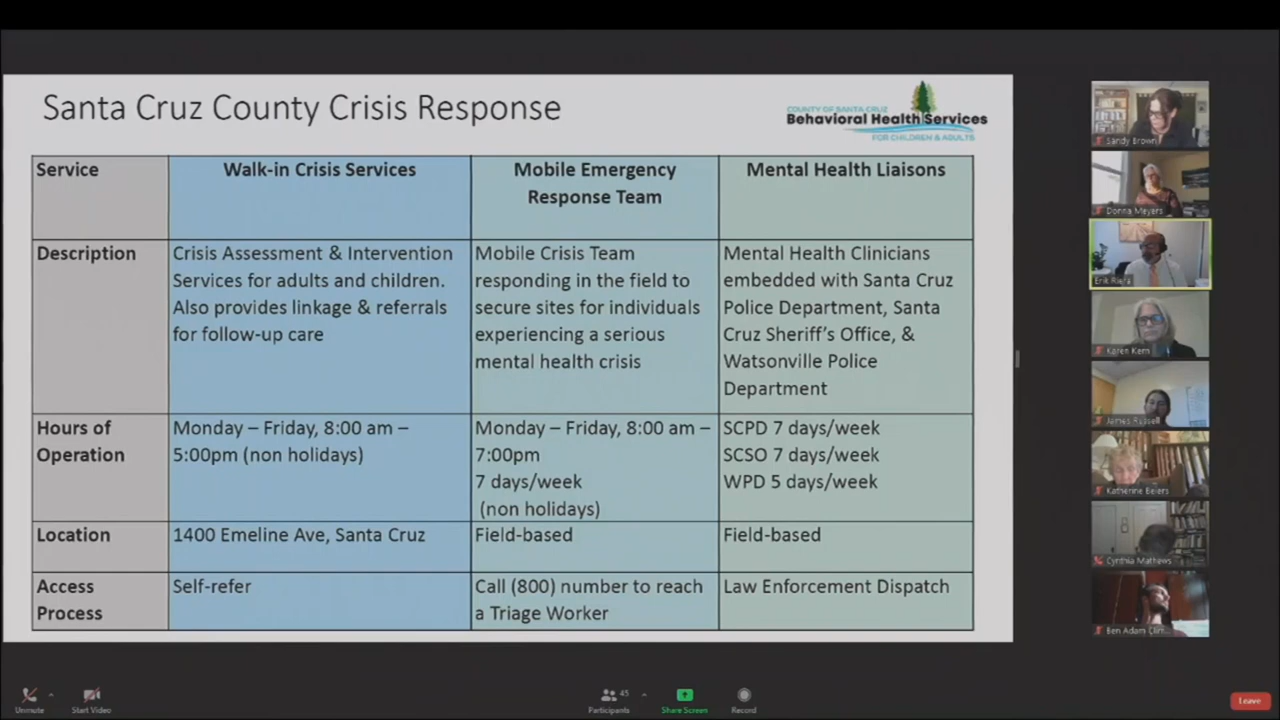 Santa Cruz County Crisis Response
COUNTY OF SANTA CRUZ
Behavioral Health Services
FOR CHILDREN & ADULTS
Service
Walk-in Crisis Services
Mobile Emergency
Response Team
Mental Health Liaisons
Description
Crisis Assessment & Intervention
Services for adults and children.
Also provides linkage & referrals
for follow-up care
Mobile Crisis Team
responding in the field to
secure sites for individuals
experiencing a serious
mental health crisis
Mental Health Clinicians
embedded with Santa Cruz
Police Department, Santa
Cruz Sheriff's Office, &
Watsonville Police
Department
Hours of
Operation
Monday – Friday, 8:00 am –
5:00pm (non holidays)
Monday – Friday, 8:00 am –
7:00pm
7 days/week
(non holidays)
SCPD 7 days/week
SCSO 7 days/week
WPD 5 days/week
Location
1400 Emeline Ave, Santa Cruz
Field-based
Field-based
Access
Process
Self-refer
Call (800) number to reach
a Triage Worker
Law Enforcement Dispatch
Sandy Brown
Donna Meyers
Erik Riera
Karen Kern
James Russell
Katherine Beiers
Cynthia Mathews
Ben Adam
Unmute
Start Video
45
Participants
Share Screen
Record
Leave